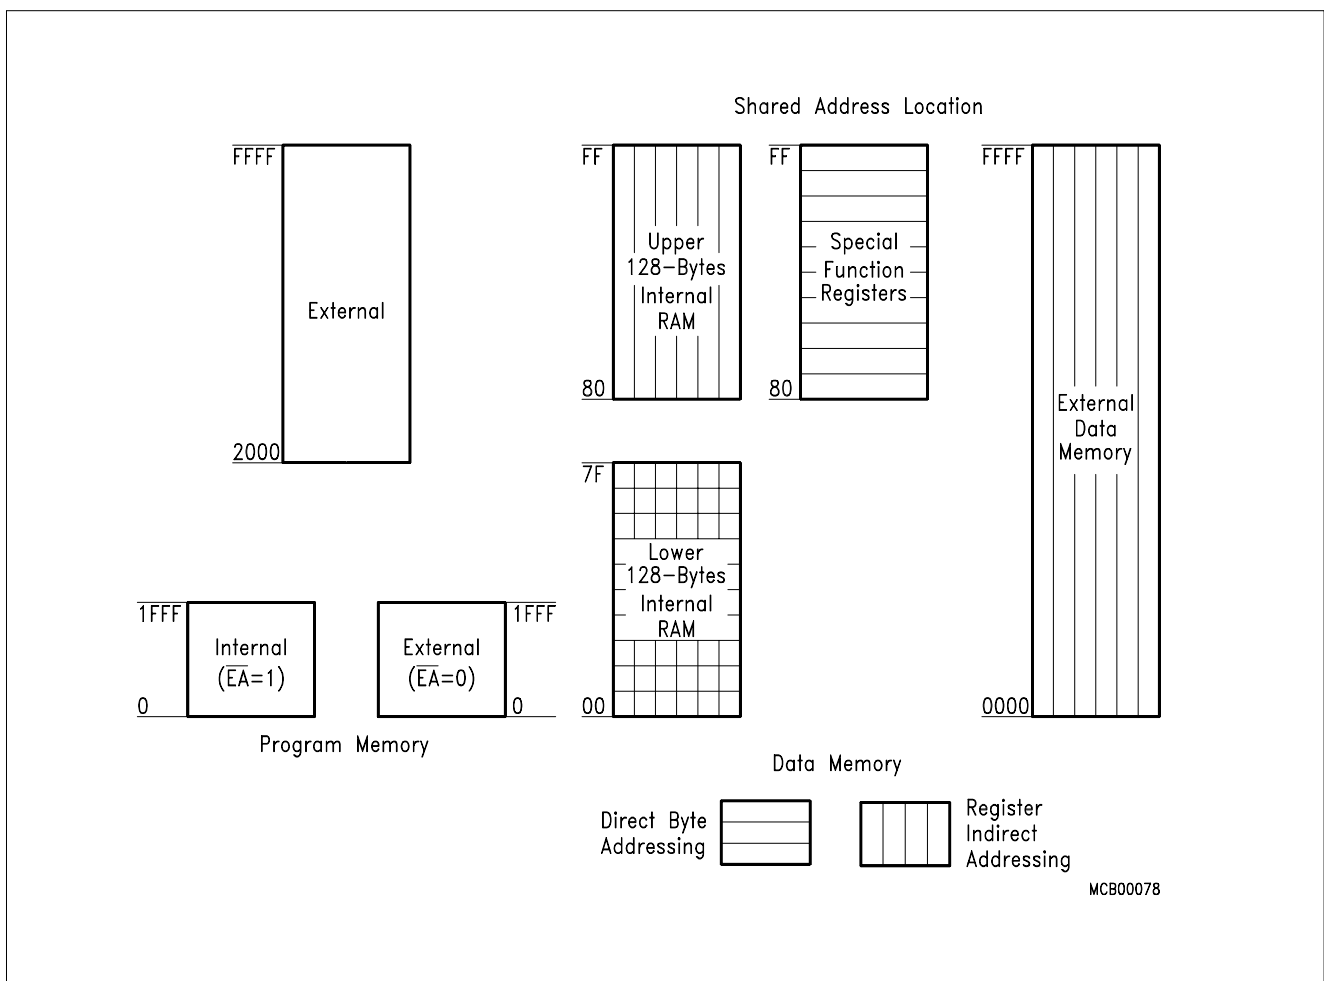 Shared Address Location
FFFF
External
2000
1FFF
Internal
(E̅A̅=1)
0
External
(E̅A̅=0)
1FFF
0
Program Memory
FF
Upper
128-Bytes
Internal
RAM
80
FF
Special
Function
Registers
80
7F
Lower
128-Bytes
Internal
RAM
00
FFFF
External
Data
Memory
0000
Data Memory
Direct Byte
Addressing
Register
Indirect
Addressing
MCB00078